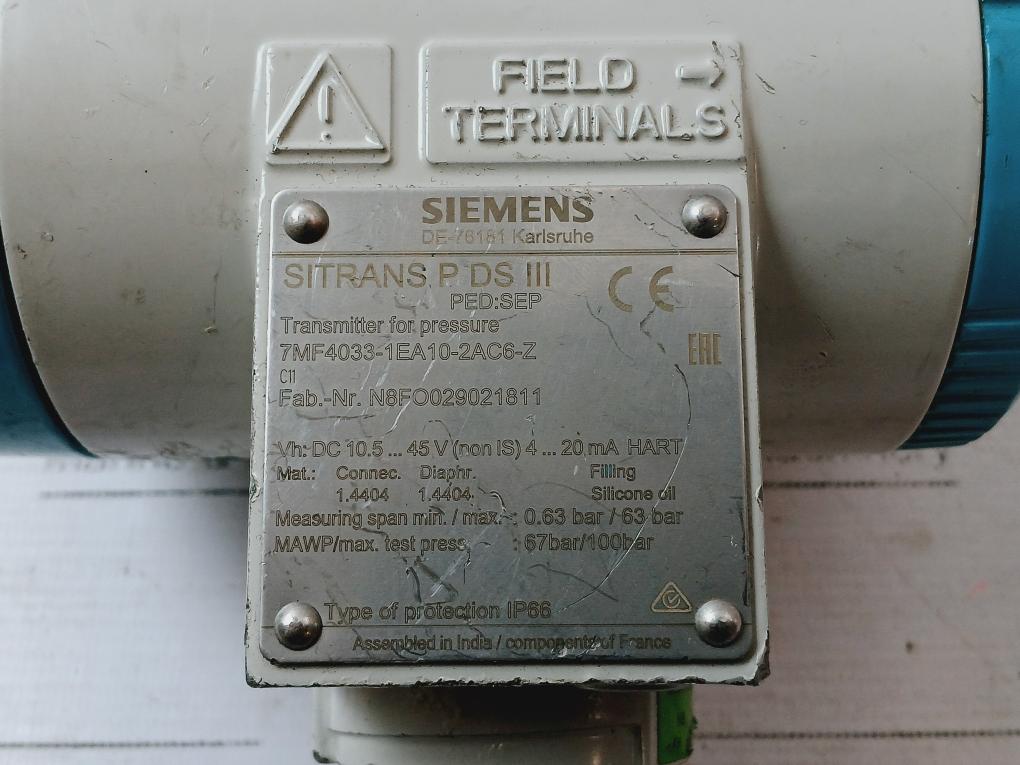 FIELD →
TERMINALS
SIEMENS
DE-76181 Karlsruhe
SITRANS P DS III
PED:SEP
CE
Transmitter for pressure
7MF4033-1EA10-2AC6-Z
EAC
C11
Fab.-Nr. N8FO029021811
Vh: DC 10.5 ... 45 V (non IS) 4 ... 20 mA HART
Mat.: Connec. Diaphr. Filling
1.4404 1.4404 Silicone oil
Measuring span min. / max. : 0.63 bar / 63 bar
MAWP/max. test press : 67bar/100bar
Type of protection IP66
Assembled in India / components of France